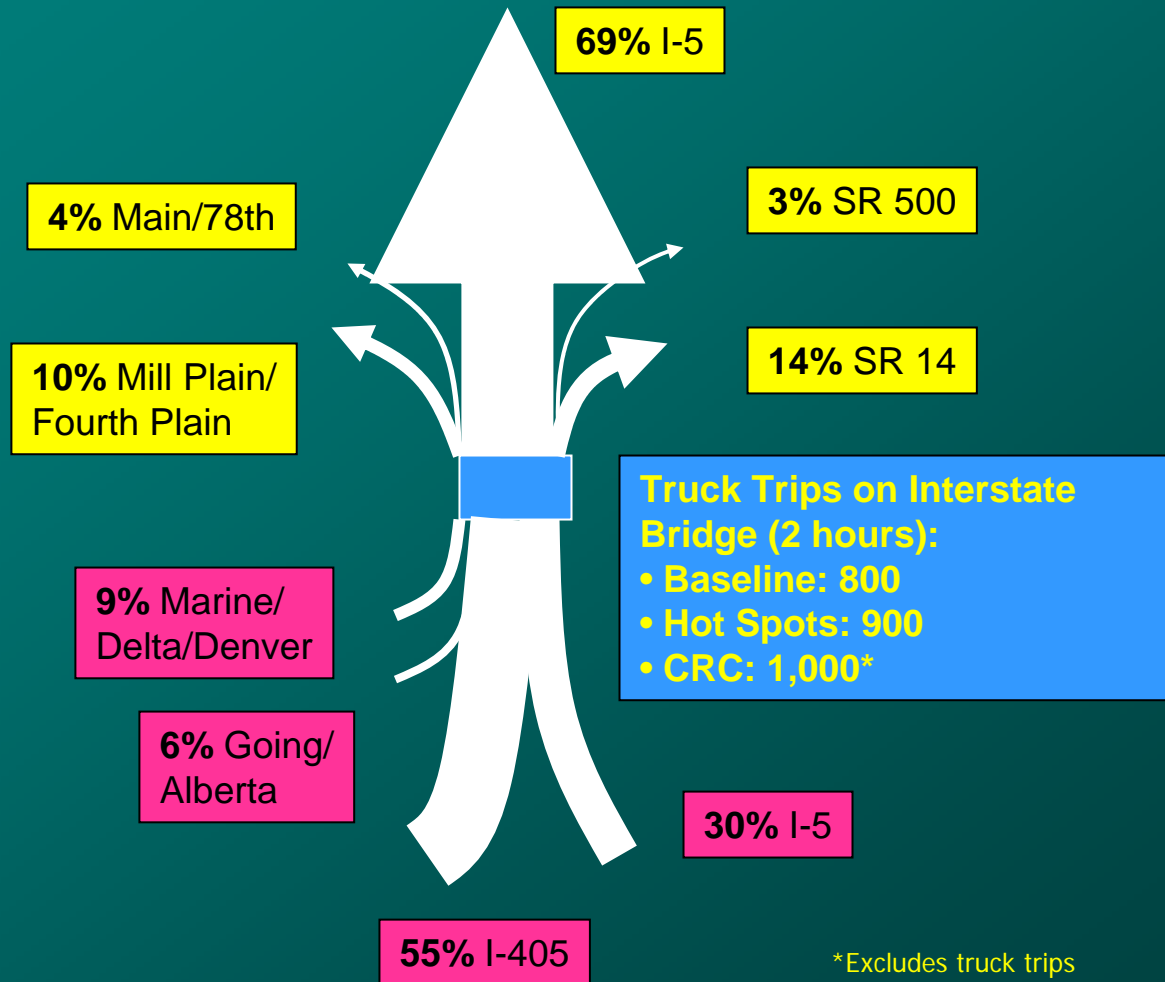 69% I-5
4% Main/78th
3% SR 500
10% Mill Plain/
Fourth Plain
14% SR 14
Truck Trips on Interstate
Bridge (2 hours):
• Baseline: 800
• Hot Spots: 900
• CRC: 1,000*
9% Marine/
Delta/Denver
6% Going/
Alberta
30% I-5
55% I-405
*Excludes truck trips